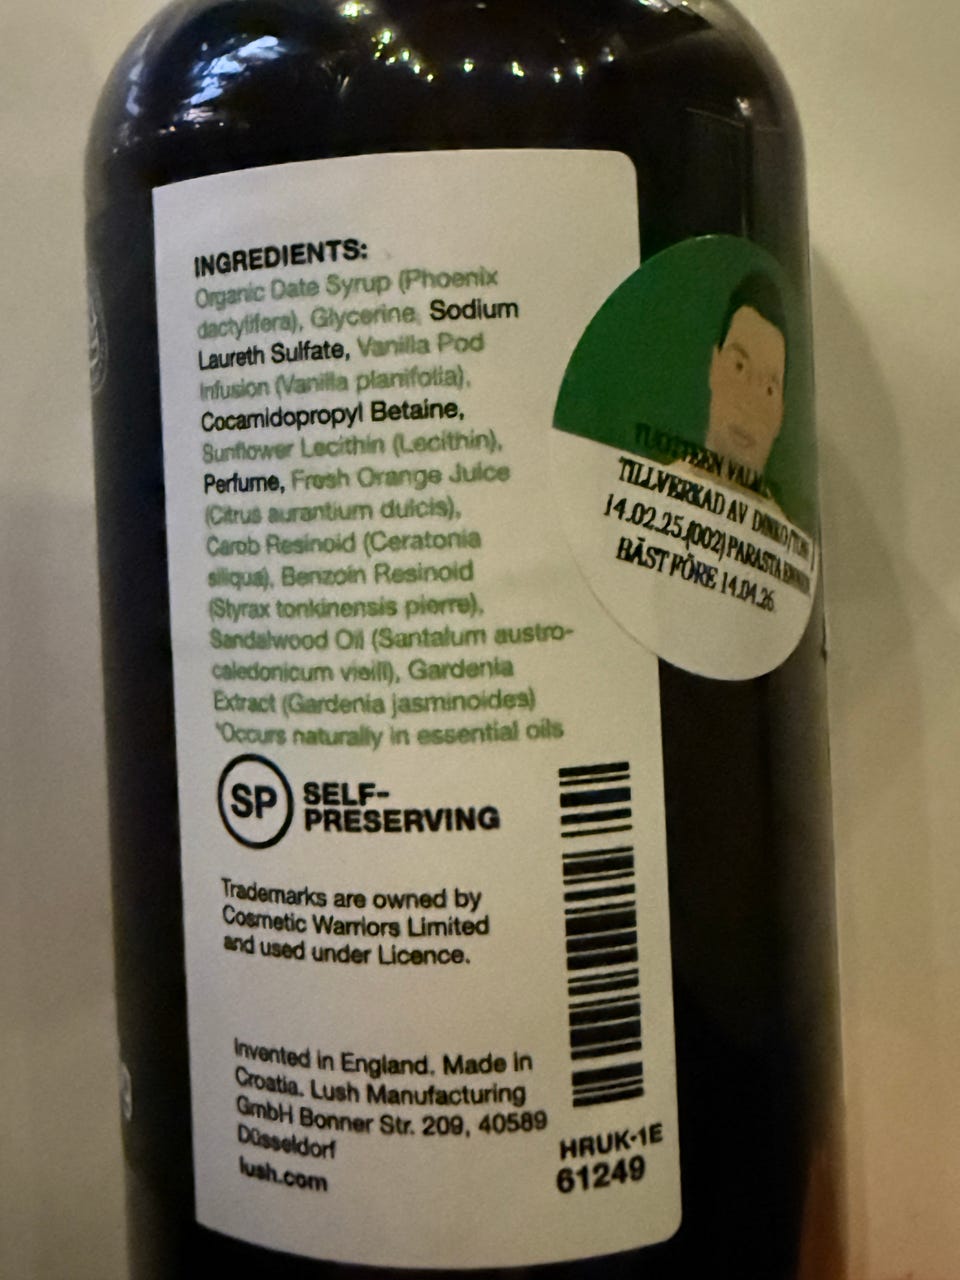 INGREDIENTS:
Organic Date Syrup (Phoenix
dactylifera), Glycerine, Sodium
Laureth Sulfate, Vanilla Pod
Infusion (Vanilla planifolia),
Cocamidopropyl Betaine,
Sunflower Lecithin (Lecithin),
Perfume, Fresh Orange Juice
(Citrus aurantium dulcis),
Carob Resinoid (Ceratonia
siliqua), Benzoin Resinoid
(Styrax tonkinensis pierre),
Sandalwood Oil (Santalum austro-
caledonicum vieill), Gardenia
Extract (Gardenia jasminoides)
*Occurs naturally in essential oils
SP SELF-
PRESERVING
Trademarks are owned by
Cosmetic Warriors Limited
and used under Licence.
Invented in England. Made in
Croatia. Lush Manufacturing
GmbH Bonner Str. 209, 40589
Düsseldorf
lush.com
HRUK-1E
61249
TUOTTEEN
TILLVERKAD AV DINKO
14.02.25.(002) PARASTA ENNEN
BÄST FÖRE 14.04.26